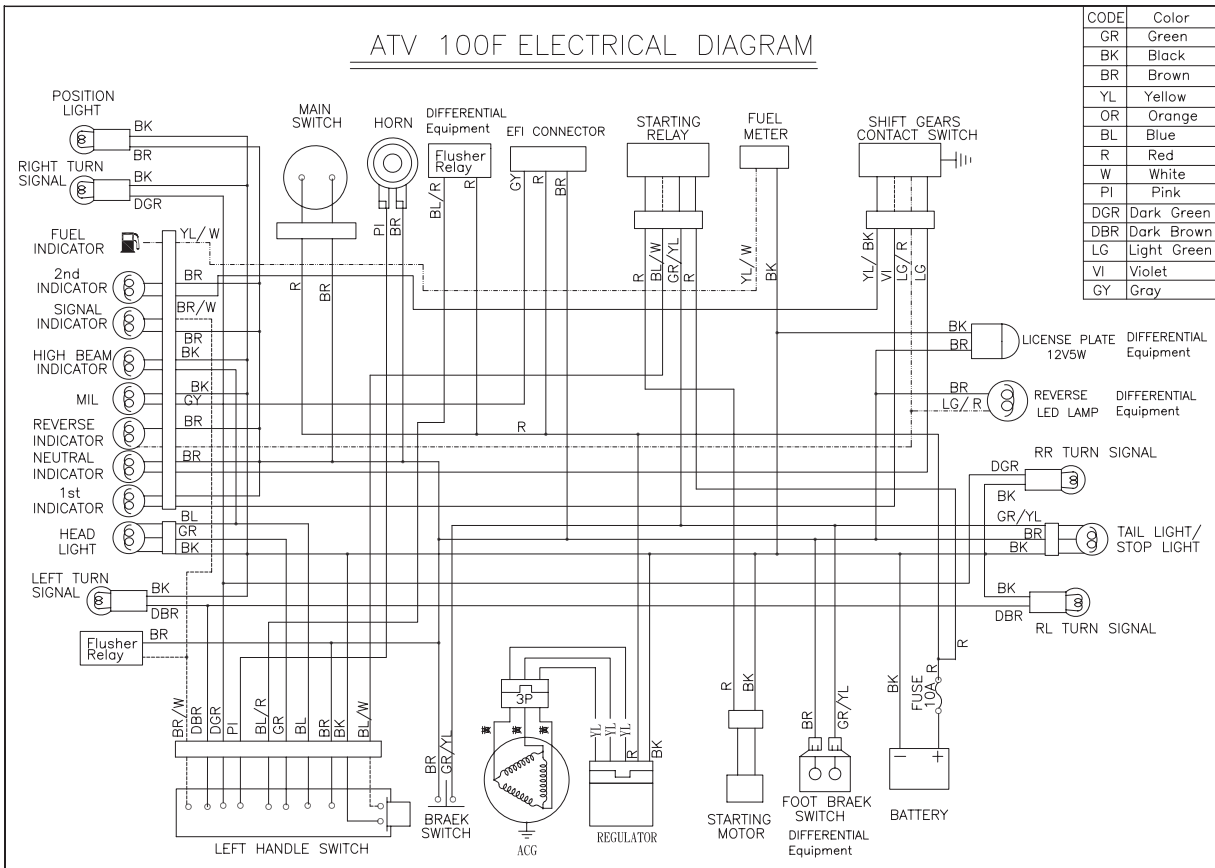 ATV 100F ELECTRICAL DIAGRAM
CODE Color
GR Green
BK Black
BR Brown
YL Yellow
OR Orange
BL Blue
R Red
W White
PI Pink
DGR Dark Green
DBR Dark Brown
LG Light Green
VI Violet
GY Gray
POSITION
LIGHT
BK
BR
RIGHT TURN
SIGNAL
BK
DGR
MAIN
SWITCH
R
BR
HORN
PI
BR
DIFFERENTIAL
Equipment
Flusher
Relay
BL/R
R
EFI CONNECTOR
GY
R
BR
STARTING
RELAY
R
BL/W
GR/YL
R
FUEL
METER
YL/W
BK
SHIFT GEARS
CONTACT SWITCH
YL/BK
VI
LG/R
LG
FUEL
INDICATOR
YL/W
2nd
INDICATOR
BR
SIGNAL
INDICATOR
BR/W
BR
HIGH BEAM
INDICATOR
BK
MIL
BK
GY
REVERSE
INDICATOR
BR
NEUTRAL
INDICATOR
BR
1st
INDICATOR
HEAD
LIGHT
BL
GR
BK
R
BK
BR
LICENSE PLATE
12V5W
DIFFERENTIAL
Equipment
BR
LG/R
REVERSE
LED LAMP
DIFFERENTIAL
Equipment
RR TURN SIGNAL
DGR
BK
GR/YL
BR
BK
TAIL LIGHT/
STOP LIGHT
BK
DBR
RL TURN SIGNAL
LEFT TURN
SIGNAL
BK
DBR
Flusher
Relay
BR
BR/W
DBR
DGR
PI
BL/R
GR
BL
BR
BK
BL/W
LEFT HANDLE SWITCH
BR
GR/YL
BRAEK
SWITCH
3P
黄
黄
黄
ACG
YL
YL
YL
R
BK
REGULATOR
R
BK
STARTING
MOTOR
BR
GR/YL
FOOT BRAEK
SWITCH
DIFFERENTIAL
Equipment
BK
FUSE
10A
R
R
- +
BATTERY